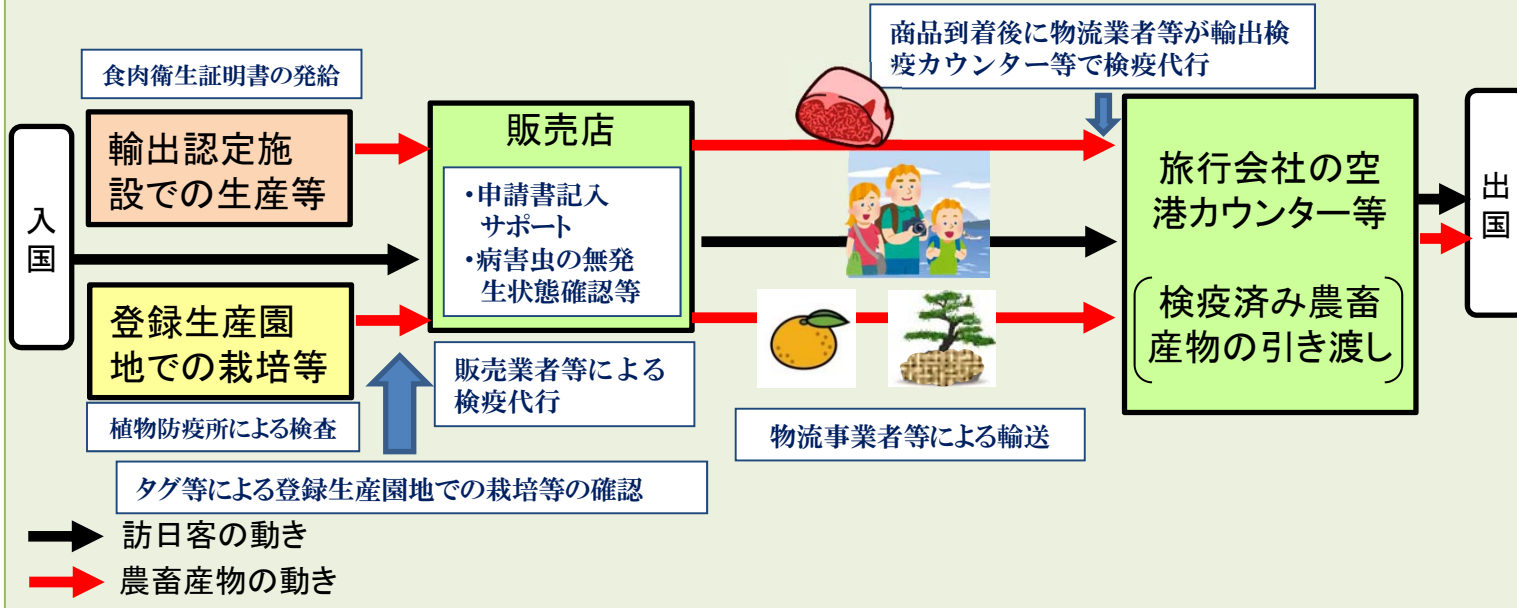 商品到着後に物流業者等が輸出検
疫カウンター等で検疫代行
食肉衛生証明書の発給
入
国
輸出認定施
設での生産等
販売店
・申請書記入
サポート
・病害虫の無発
生状態確認等
旅行会社の空
港カウンター等
検疫済み農畜
産物の引き渡し
出
国
登録生産園
地での栽培等
販売業者等による
検疫代行
植物防疫所による検査
物流事業者等による輸送
タグ等による登録生産園地での栽培等の確認
訪日客の動き
農畜産物の動き